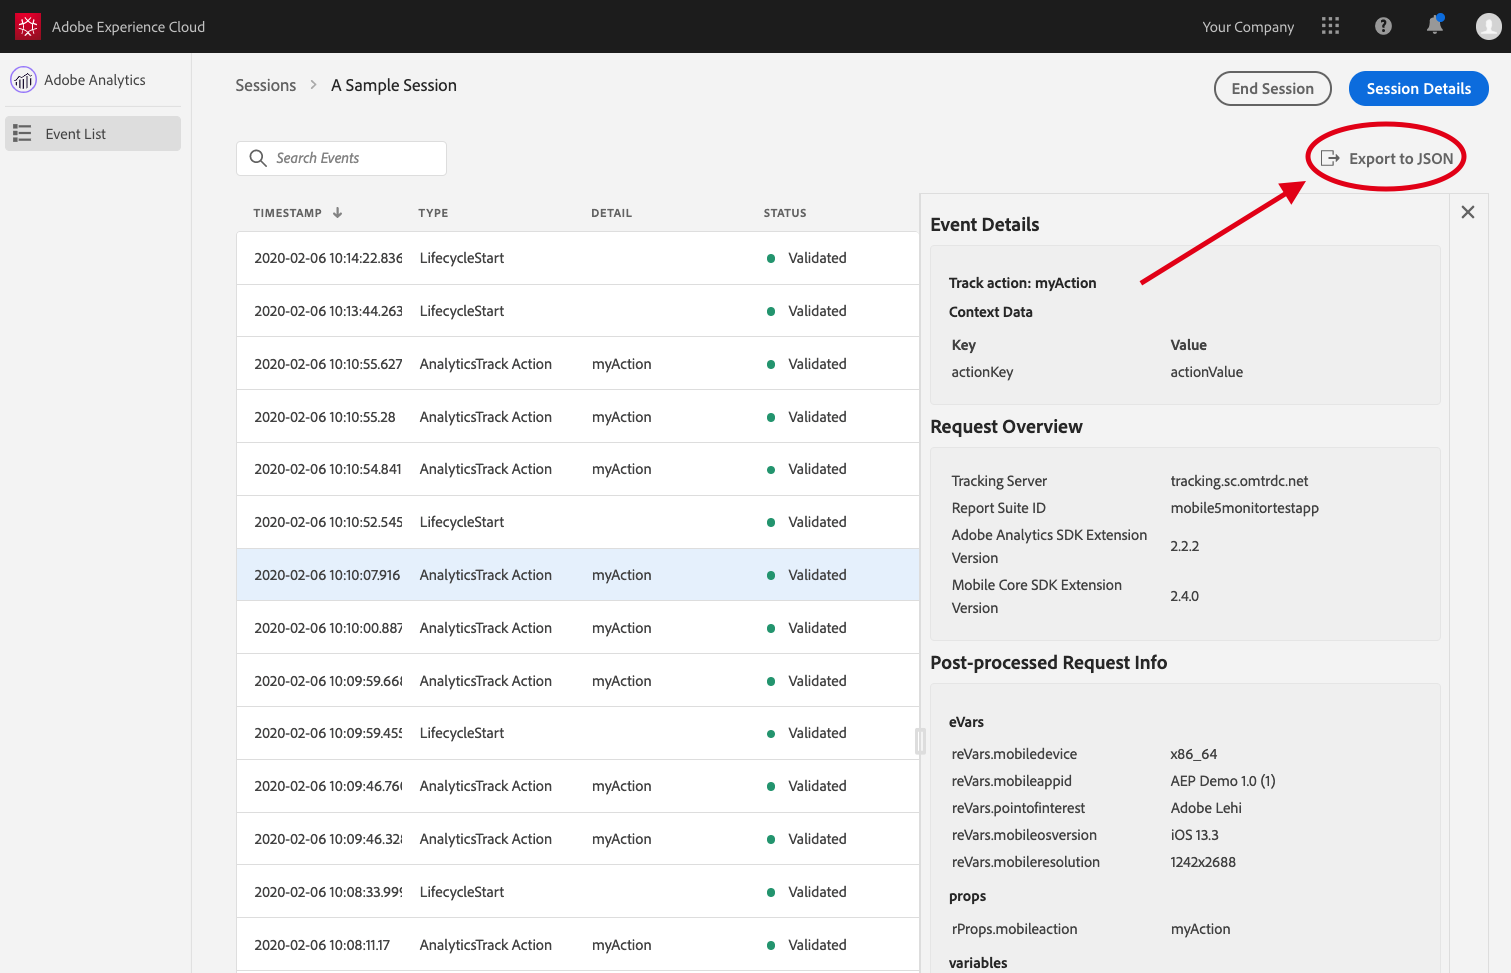 Adobe Experience Cloud
Your Company
Adobe Analytics
Event List
Sessions > A Sample Session
End Session
Session Details
Search Events
Export to JSON
TIMESTAMP TYPE DETAIL STATUS
2020-02-06 10:14:22.836 LifecycleStart Validated
2020-02-06 10:13:44.263 LifecycleStart Validated
2020-02-06 10:10:55.627 AnalyticsTrack Action myAction Validated
2020-02-06 10:10:55.28 AnalyticsTrack Action myAction Validated
2020-02-06 10:10:54.841 AnalyticsTrack Action myAction Validated
2020-02-06 10:10:52.545 LifecycleStart Validated
2020-02-06 10:10:07.916 AnalyticsTrack Action myAction Validated
2020-02-06 10:10:00.887 AnalyticsTrack Action myAction Validated
2020-02-06 10:09:59.668 AnalyticsTrack Action myAction Validated
2020-02-06 10:09:59.455 LifecycleStart Validated
2020-02-06 10:09:46.760 AnalyticsTrack Action myAction Validated
2020-02-06 10:09:46.328 AnalyticsTrack Action myAction Validated
2020-02-06 10:08:33.999 LifecycleStart Validated
2020-02-06 10:08:11.17 AnalyticsTrack Action myAction Validated
Event Details
Track action: myAction
Context Data
Key Value
actionKey actionValue
Request Overview
Tracking Server tracking.sc.omtrdc.net
Report Suite ID mobile5monitortestapp
Adobe Analytics SDK Extension
Version 2.2.2
Mobile Core SDK Extension
Version 2.4.0
Post-processed Request Info
eVars
reVars.mobiledevice x86_64
reVars.mobileappid AEP Demo 1.0 (1)
reVars.pointofinterest Adobe Lehi
reVars.mobileosversion iOS 13.3
reVars.mobileresolution 1242x2688
props
rProps.mobileaction myAction
variables